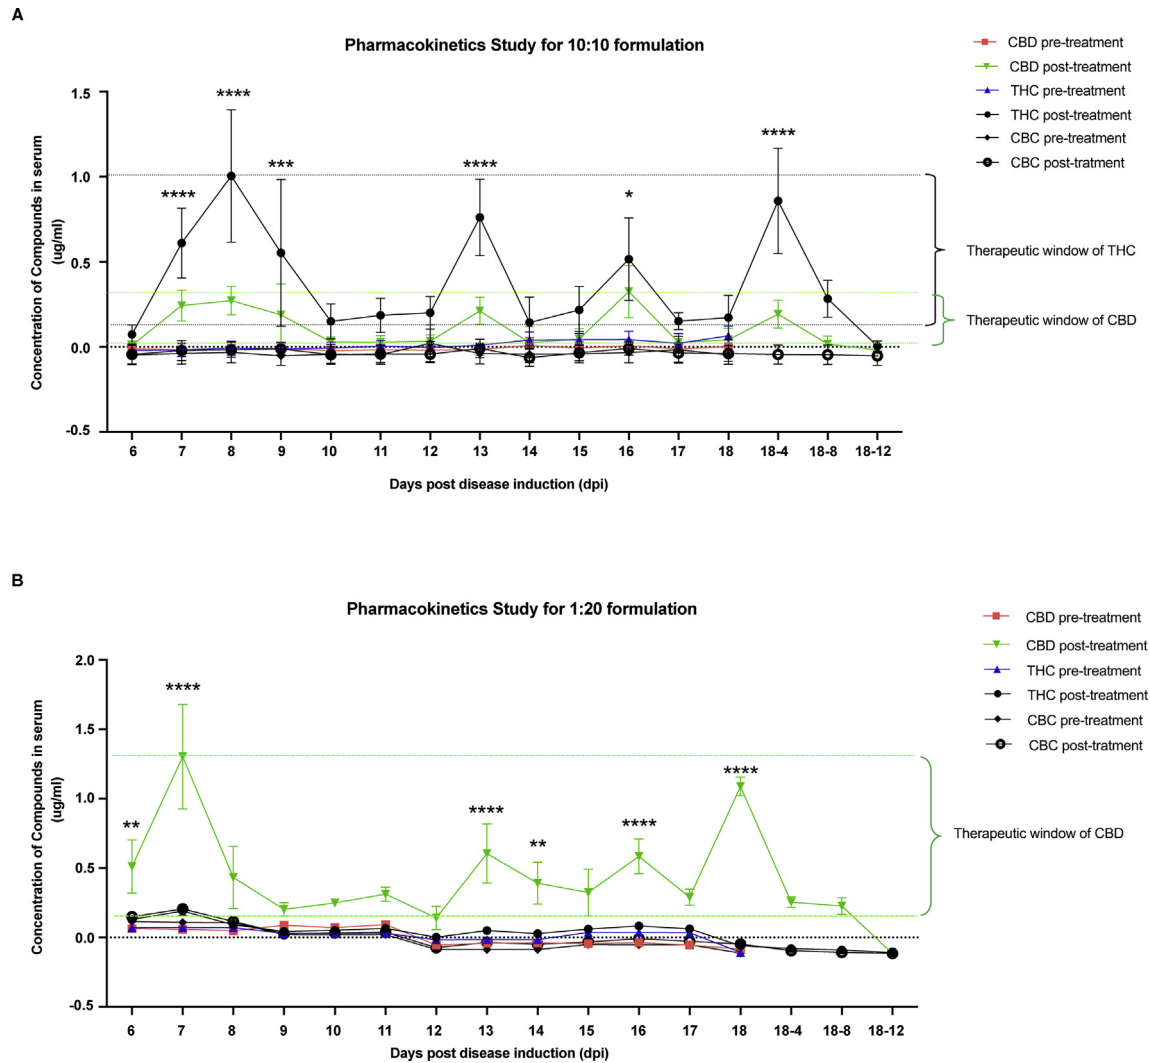 A
Pharmacokinetics Study for 10:10 formulation
CBD pre-treatment
CBD post-treatment
THC pre-treatment
THC post-treatment
CBC pre-treatment
CBC post-tratment
Concentration of Compounds in serum
(ug/ml)
1.5
1.0
0.5
0.0
-0.5
****
****
***
****
*
****
Therapeutic window of THC
Therapeutic window of CBD
6 7 8 9 10 11 12 13 14 15 16 17 18 18-4 18-8 18-12
Days post disease induction (dpi)
B
Pharmacokinetics Study for 1:20 formulation
CBD pre-treatment
CBD post-treatment
THC pre-treatment
THC post-treatment
CBC pre-treatment
CBC post-tratment
Concentration of Compounds in serum
(ug/ml)
2.0
1.5
1.0
0.5
0.0
-0.5
**
****
****
**
****
****
Therapeutic window of CBD
6 7 8 9 10 11 12 13 14 15 16 17 18 18-4 18-8 18-12
Days post disease induction (dpi)